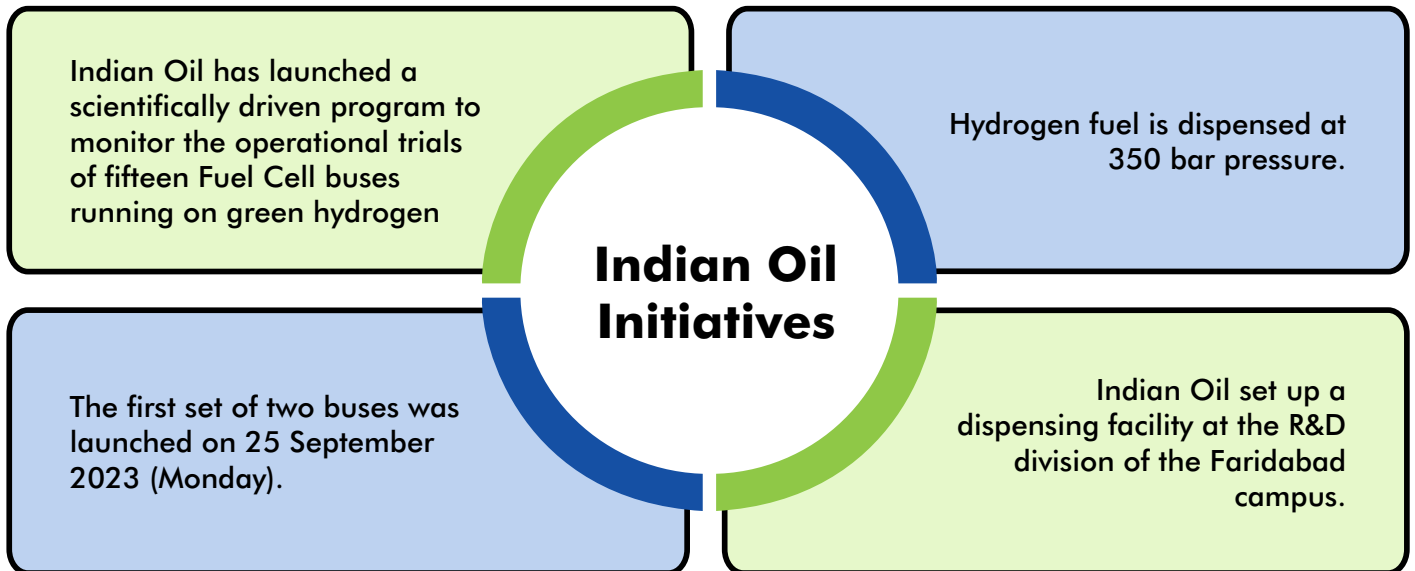 Indian Oil has launched a
scientifically driven program to
monitor the operational trials
of fifteen Fuel Cell buses
running on green hydrogen
Hydrogen fuel is dispensed at
350 bar pressure.
Indian Oil
Initiatives
The first set of two buses was
launched on 25 September
2023 (Monday).
Indian Oil set up a
dispensing facility at the R&D
division of the Faridabad
campus.